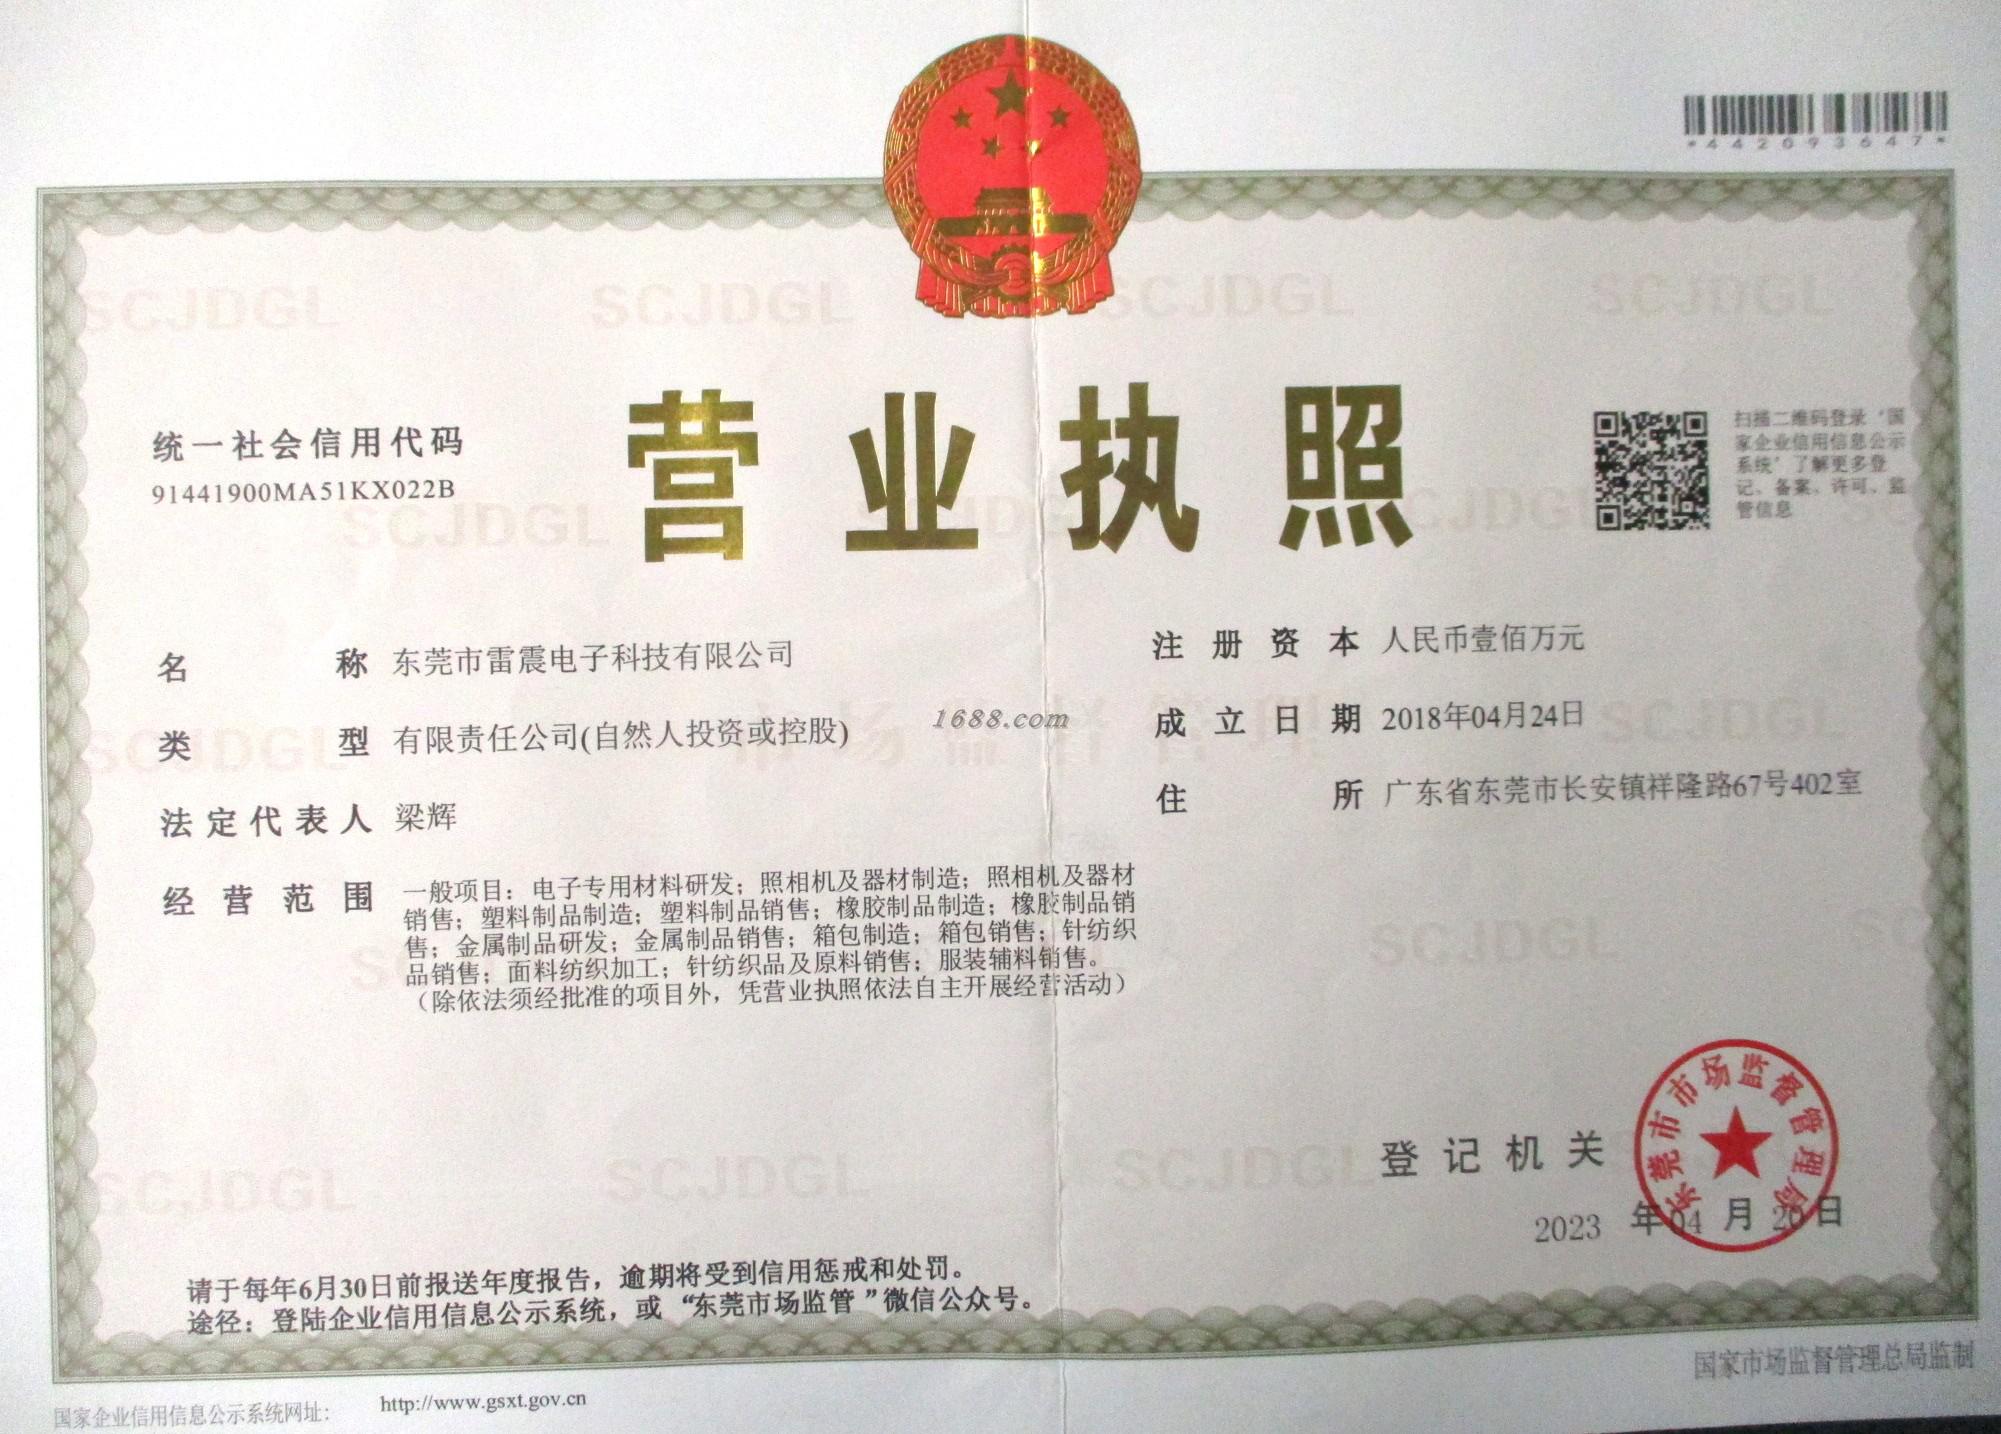 *442093647*
SCJDGL SCJDGL SCJDGL SCJDGL
营业执照
统一社会信用代码
91441900MA51KX022B
扫描二维码登录‘国
家企业信用信息公示
系统’了解更多登
记、备案、许可、监
管信息
名称 东莞市雷震电子科技有限公司
类型 有限责任公司(自然人投资或控股)
法定代表人 梁辉
经营范围 一般项目：电子专用材料研发；照相机及器材制造；照相机及器材
销售；塑料制品制造；塑料制品销售；橡胶制品制造；橡胶制品销
售；金属制品研发；金属制品销售；箱包制造；箱包销售；针纺织
品销售；面料纺织加工；针纺织品及原料销售；服装辅料销售。
（除依法须经批准的项目外，凭营业执照依法自主开展经营活动）
1688.com
注册资本 人民币壹佰万元
成立日期 2018年04月24日
住所 广东省东莞市长安镇祥隆路67号402室
登记机关
东莞市市场监督管理局
2023年04月20日
请于每年6月30日前报送年度报告，逾期将受到信用惩戒和处罚。
途径：登陆企业信用信息公示系统，或“东莞市场监管”微信公众号。
国家企业信用信息公示系统网址： http://www.gsxt.gov.cn
国家市场监督管理总局监制